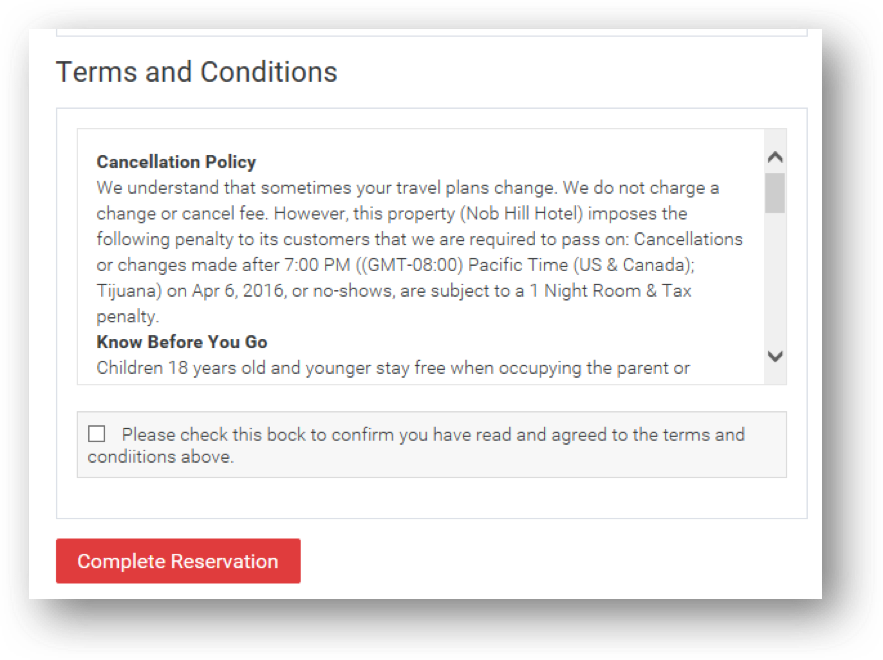 Terms and Conditions
Cancellation Policy
We understand that sometimes your travel plans change. We do not charge a
change or cancel fee. However, this property (Nob Hill Hotel) imposes the
following penalty to its customers that we are required to pass on: Cancellations
or changes made after 7:00 PM ((GMT-08:00) Pacific Time (US & Canada);
Tijuana) on Apr 6, 2016, or no-shows, are subject to a 1 Night Room & Tax
penalty.
Know Before You Go
Children 18 years old and younger stay free when occupying the parent or
Please check this bock to confirm you have read and agreed to the terms and
condiitions above.
Complete Reservation